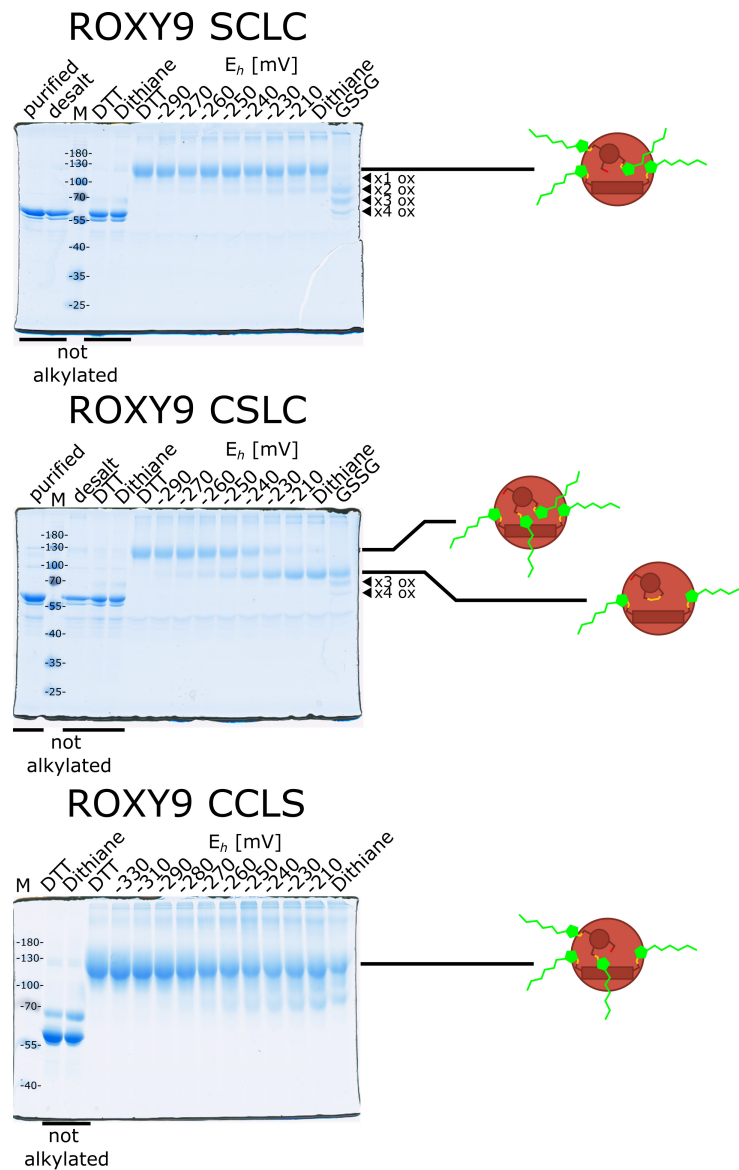 ROXY9 SCLC
E_h [mV]
purified desalt M DTT Dithiane DTT -290 -270 -260 -250 -240 -230 -210 Dithiane GSSG
-180-
-130-
-100-
-70-
-55-
-40-
-35-
-25-
◄x1 ox
◄x2 ox
◄x3 ox
◄x4 ox
not
alkylated
ROXY9 CSLC
E_h [mV]
purified M desalt DTT Dithiane DTT -290 -270 -260 -250 -240 -230 -210 Dithiane GSSG
-180-
-130-
-100-
-70-
-55-
-40-
-35-
-25-
◄x3 ox
◄x4 ox
not
alkylated
ROXY9 CCLS
E_h [mV]
M DTT Dithiane DTT -330 -310 -290 -280 -270 -260 -250 -240 -230 -210 Dithiane
-180-
-130-
-100-
-70-
-55-
-40-
not
alkylated